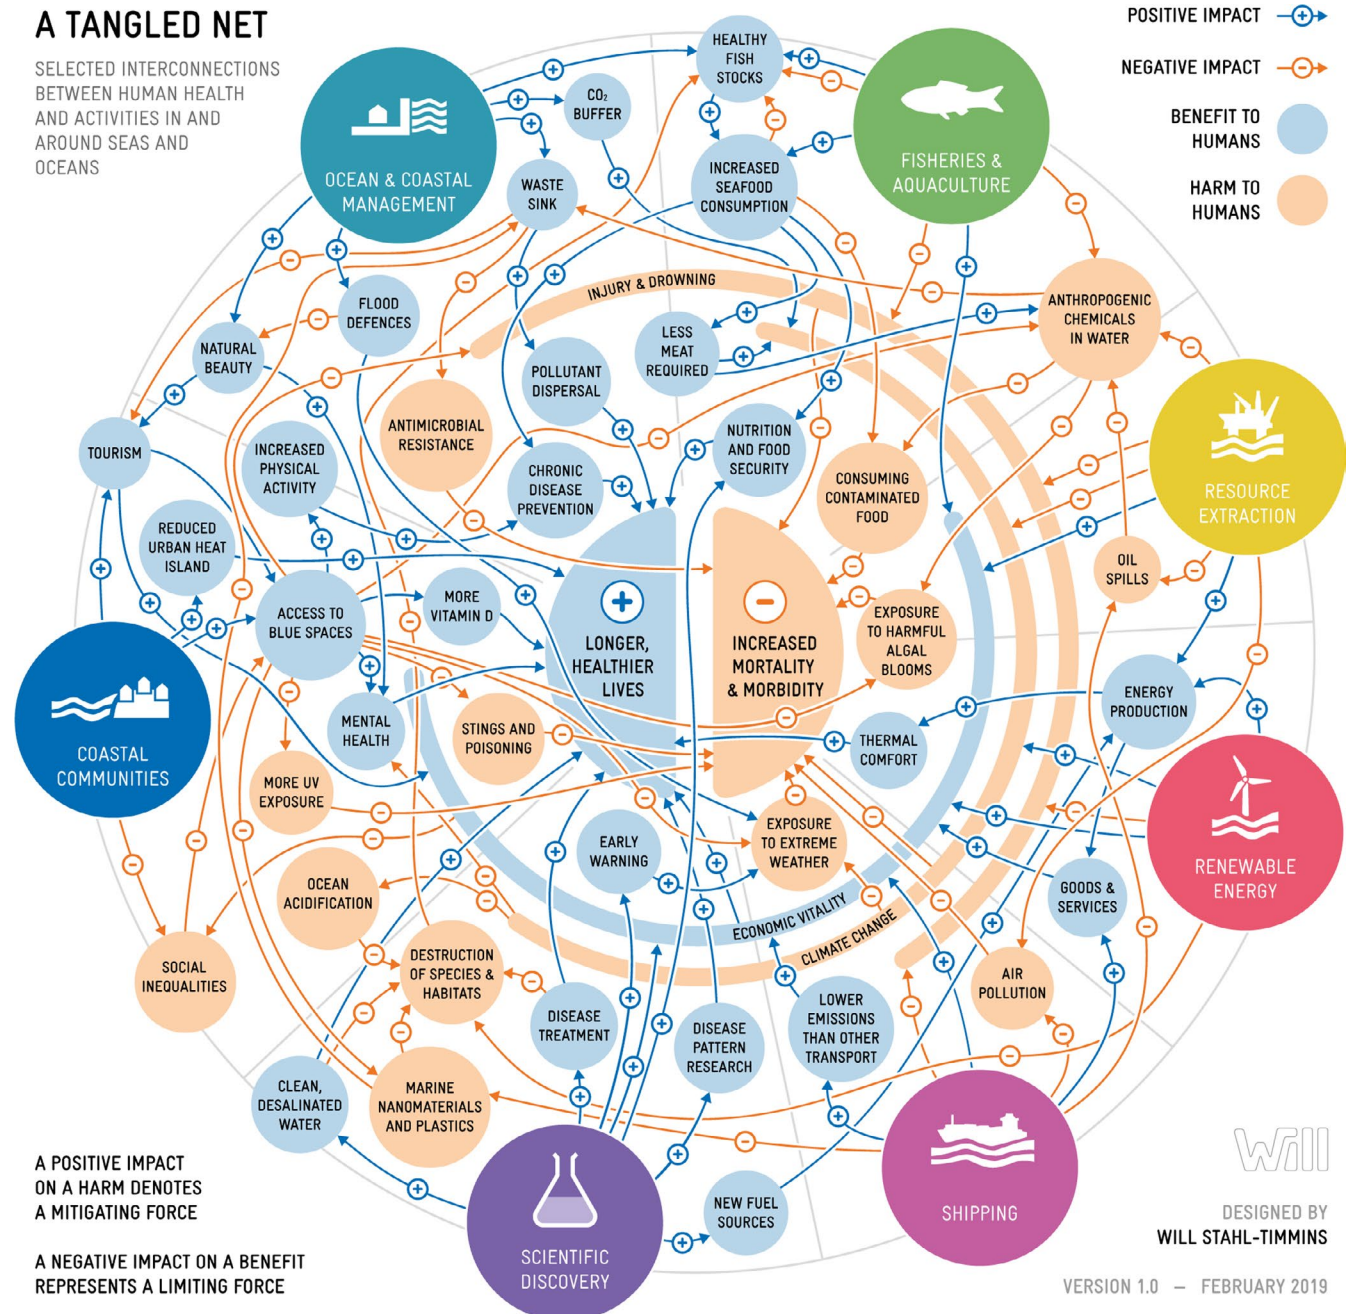 A TANGLED NET
SELECTED INTERCONNECTIONS
BETWEEN HUMAN HEALTH
AND ACTIVITIES IN AND
AROUND SEAS AND
OCEANS
POSITIVE IMPACT
NEGATIVE IMPACT
BENEFIT TO
HUMANS
HARM TO
HUMANS
OCEAN & COASTAL
MANAGEMENT
CO₂
BUFFER
WASTE
SINK
HEALTHY
FISH
STOCKS
INCREASED
SEAFOOD
CONSUMPTION
FISHERIES &
AQUACULTURE
FLOOD
DEFENCES
NATURAL
BEAUTY
INJURY & DROWNING
LESS
MEAT
REQUIRED
ANTHROPOGENIC
CHEMICALS
IN WATER
POLLUTANT
DISPERSAL
ANTIMICROBIAL
RESISTANCE
TOURISM
INCREASED
PHYSICAL
ACTIVITY
CHRONIC
DISEASE
PREVENTION
NUTRITION
AND FOOD
SECURITY
CONSUMING
CONTAMINATED
FOOD
RESOURCE
EXTRACTION
REDUCED
URBAN HEAT
ISLAND
OIL
SPILLS
ACCESS TO
BLUE SPACES
MORE
VITAMIN D
LONGER,
HEALTHIER
LIVES
INCREASED
MORTALITY
& MORBIDITY
EXPOSURE
TO HARMFUL
ALGAL
BLOOMS
ENERGY
PRODUCTION
COASTAL
COMMUNITIES
MENTAL
HEALTH
STINGS AND
POISONING
THERMAL
COMFORT
MORE UV
EXPOSURE
EARLY
WARNING
EXPOSURE
TO EXTREME
WEATHER
RENEWABLE
ENERGY
OCEAN
ACIDIFICATION
GOODS &
SERVICES
ECONOMIC VITALITY
CLIMATE CHANGE
SOCIAL
INEQUALITIES
DESTRUCTION
OF SPECIES &
HABITATS
AIR
POLLUTION
DISEASE
TREATMENT
DISEASE
PATTERN
RESEARCH
LOWER
EMISSIONS
THAN OTHER
TRANSPORT
CLEAN,
DESALINATED
WATER
MARINE
NANOMATERIALS
AND PLASTICS
SCIENTIFIC
DISCOVERY
NEW FUEL
SOURCES
SHIPPING
A POSITIVE IMPACT
ON A HARM DENOTES
A MITIGATING FORCE
A NEGATIVE IMPACT ON A BENEFIT
REPRESENTS A LIMITING FORCE
Will
DESIGNED BY
WILL STAHL-TIMMINS
VERSION 1.0 — FEBRUARY 2019